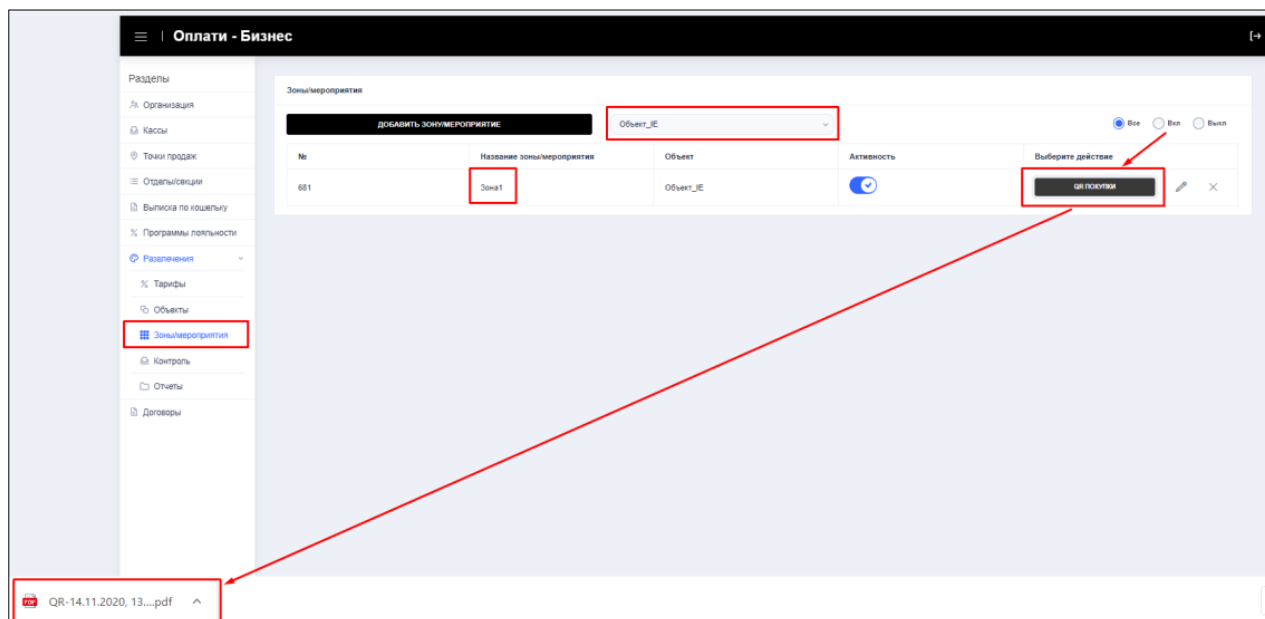 Оплати - Бизнес
Разделы
Организация
Кассы
Точки продаж
Отделы/секции
Выписка по кошельку
Программы лояльности
Развлечения
Тарифы
Объекты
Зоны/мероприятия
Контроль
Отчеты
Договоры
Зоны/мероприятия
ДОБАВИТЬ ЗОНУ/МЕРОПРИЯТИЕ Объект_IE Все Вкл Выкл
№ Название зоны/мероприятия Объект Активность Выберите действие
681 Зона1 Объект_IE QR ПОКУПКИ
QR-14.11.2020, 13....pdf